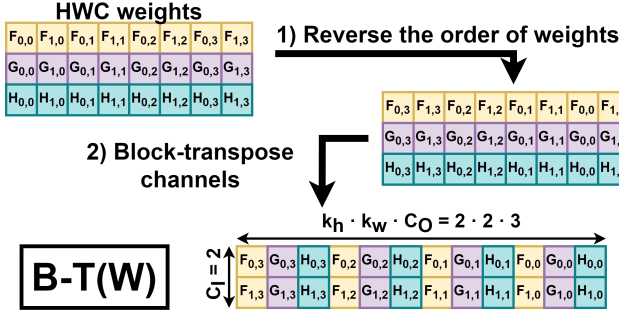 HWC weights
F0,0 F1,0 F0,1 F1,1 F0,2 F1,2 F0,3 F1,3
G0,0 G1,0 G0,1 G1,1 G0,2 G1,2 G0,3 G1,3
H0,0 H1,0 H0,1 H1,1 H0,2 H1,2 H0,3 H1,3
1) Reverse the order of weights
F0,3 F1,3 F0,2 F1,2 F0,1 F1,1 F0,0 F1,
G0,3 G1,3 G0,2 G1,2 G0,1 G1,1 G0,0 G1,
H0,3 H1,3 H0,2 H1,2 H0,1 H1,1 H0,0 H1,
2) Block-transpose
channels
kh · kw · CO = 2 · 2 · 3
B-T(W)
CI = 2
F0,3 G0,3 H0,3 F0,2 G0,2 H0,2 F0,1 G0,1 H0,1 F0,0 G0,0 H0,0
F1,3 G1,3 H1,3 F1,2 G1,2 H1,2 F1,1 G1,1 H1,1 F1,0 G1,0 H1,0